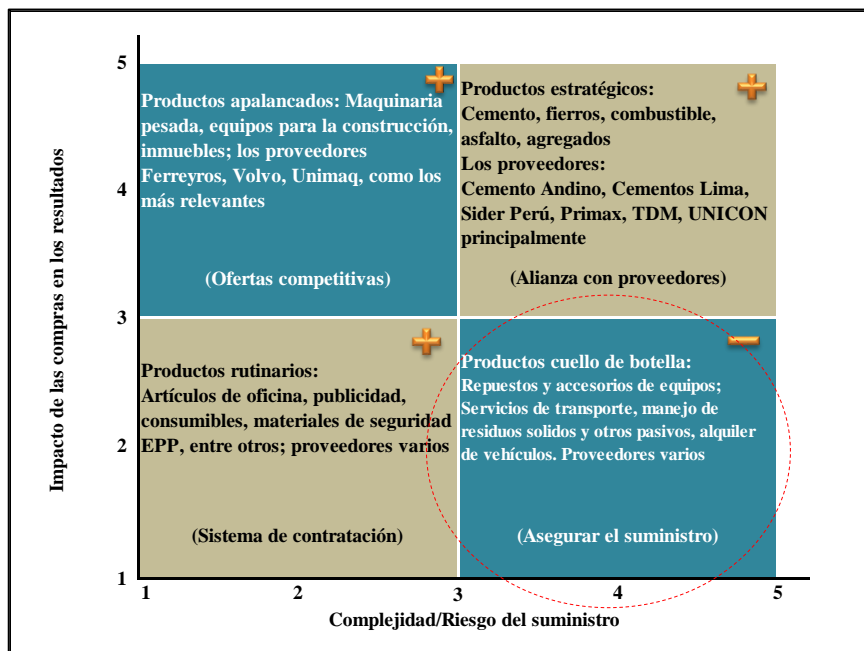 Impacto de las compras en los resultados
5
4
3
2
1
Productos apalancados: Maquinaria
pesada, equipos para la construcción,
inmuebles; los proveedores
Ferreyros, Volvo, Unimaq, como los
más relevantes
(Ofertas competitivas)
Productos estratégicos:
Cemento, fierros, combustible,
asfalto, agregados
Los proveedores:
Cemento Andino, Cementos Lima,
Sider Perú, Primax, TDM, UNICON
principalmente
(Alianza con proveedores)
Productos rutinarios:
Artículos de oficina, publicidad,
consumibles, materiales de seguridad
EPP, entre otros; proveedores varios
(Sistema de contratación)
Productos cuello de botella:
Repuestos y accesorios de equipos;
Servicios de transporte, manejo de
residuos solidos y otros pasivos, alquiler
de vehículos. Proveedores varios
(Asegurar el suministro)
1 2 3 4 5
Complejidad/Riesgo del suministro